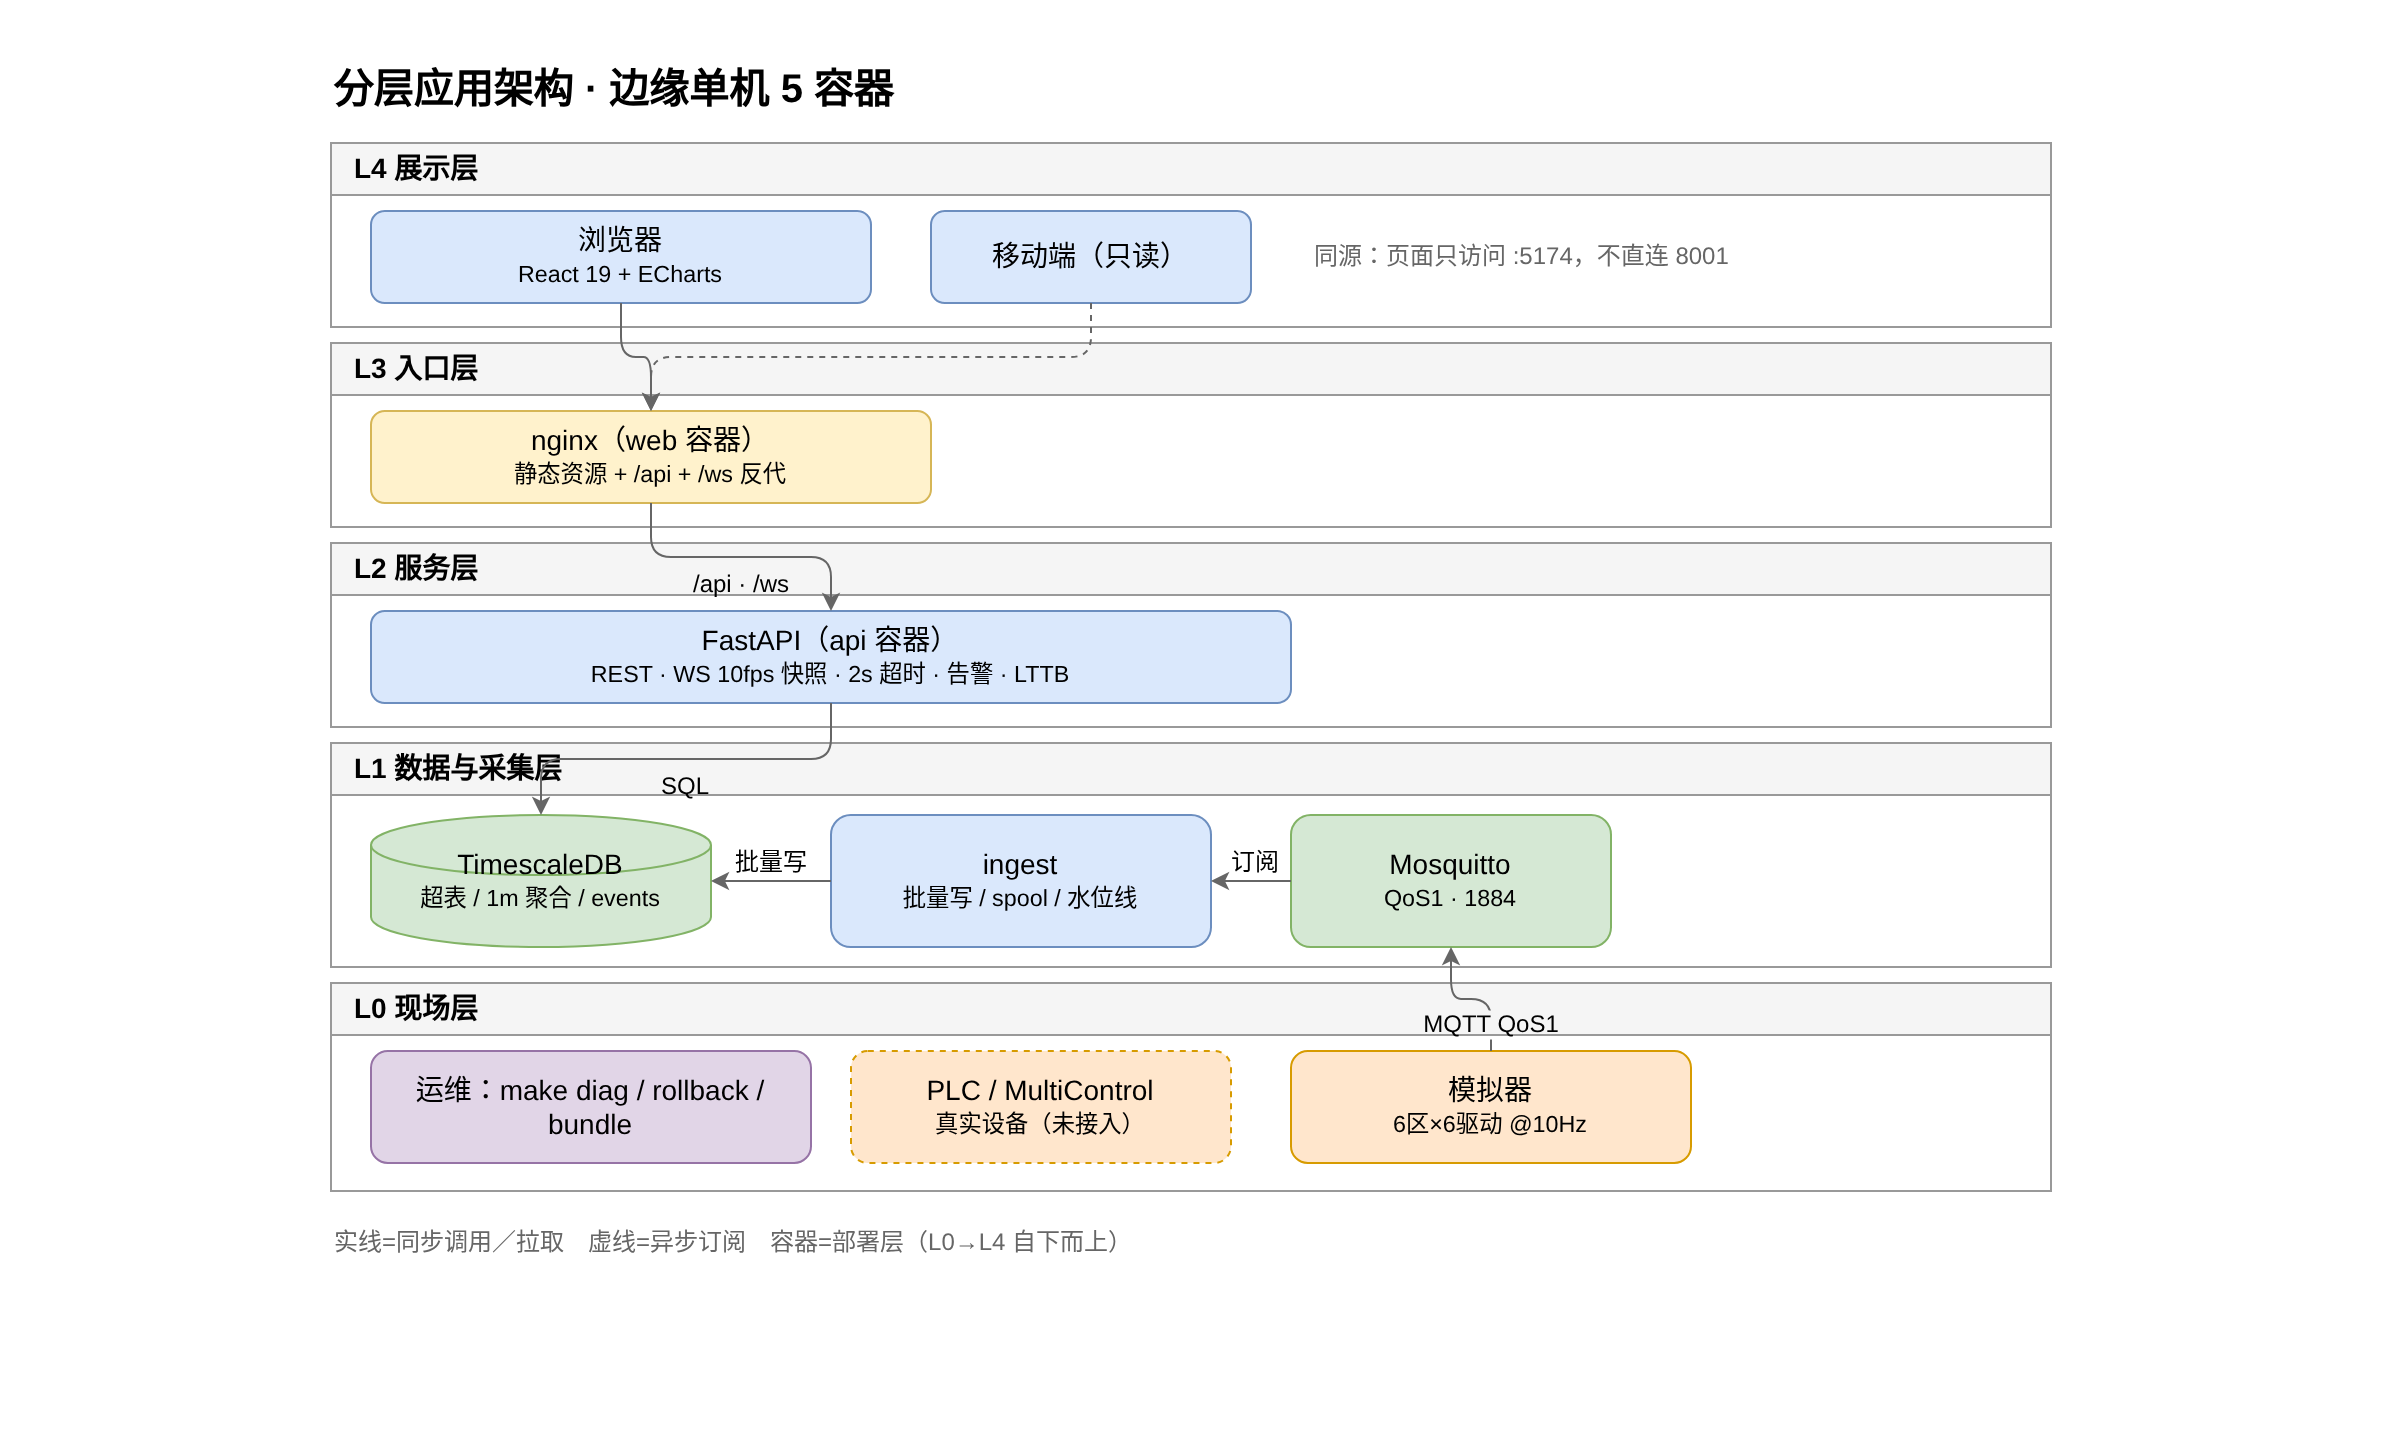 分层应用架构 · 边缘单机 5 容器
L4 展示层
浏览器
React 19 + ECharts
移动端（只读）
同源：页面只访问 :5174，不直连 8001
L3 入口层
nginx（web 容器）
静态资源 + /api + /ws 反代
L2 服务层
/api · /ws
FastAPI（api 容器）
REST · WS 10fps 快照 · 2s 超时 · 告警 · LTTB
L1 数据与采集层
SQL
TimescaleDB
超表 / 1m 聚合 / events
批量写
ingest
批量写 / spool / 水位线
订阅
Mosquitto
QoS1 · 1884
L0 现场层
MQTT QoS1
运维：make diag / rollback /
bundle
PLC / MultiControl
真实设备（未接入）
模拟器
6区×6驱动 @10Hz
实线=同步调用／拉取　虚线=异步订阅　容器=部署层（L0→L4 自下而上）